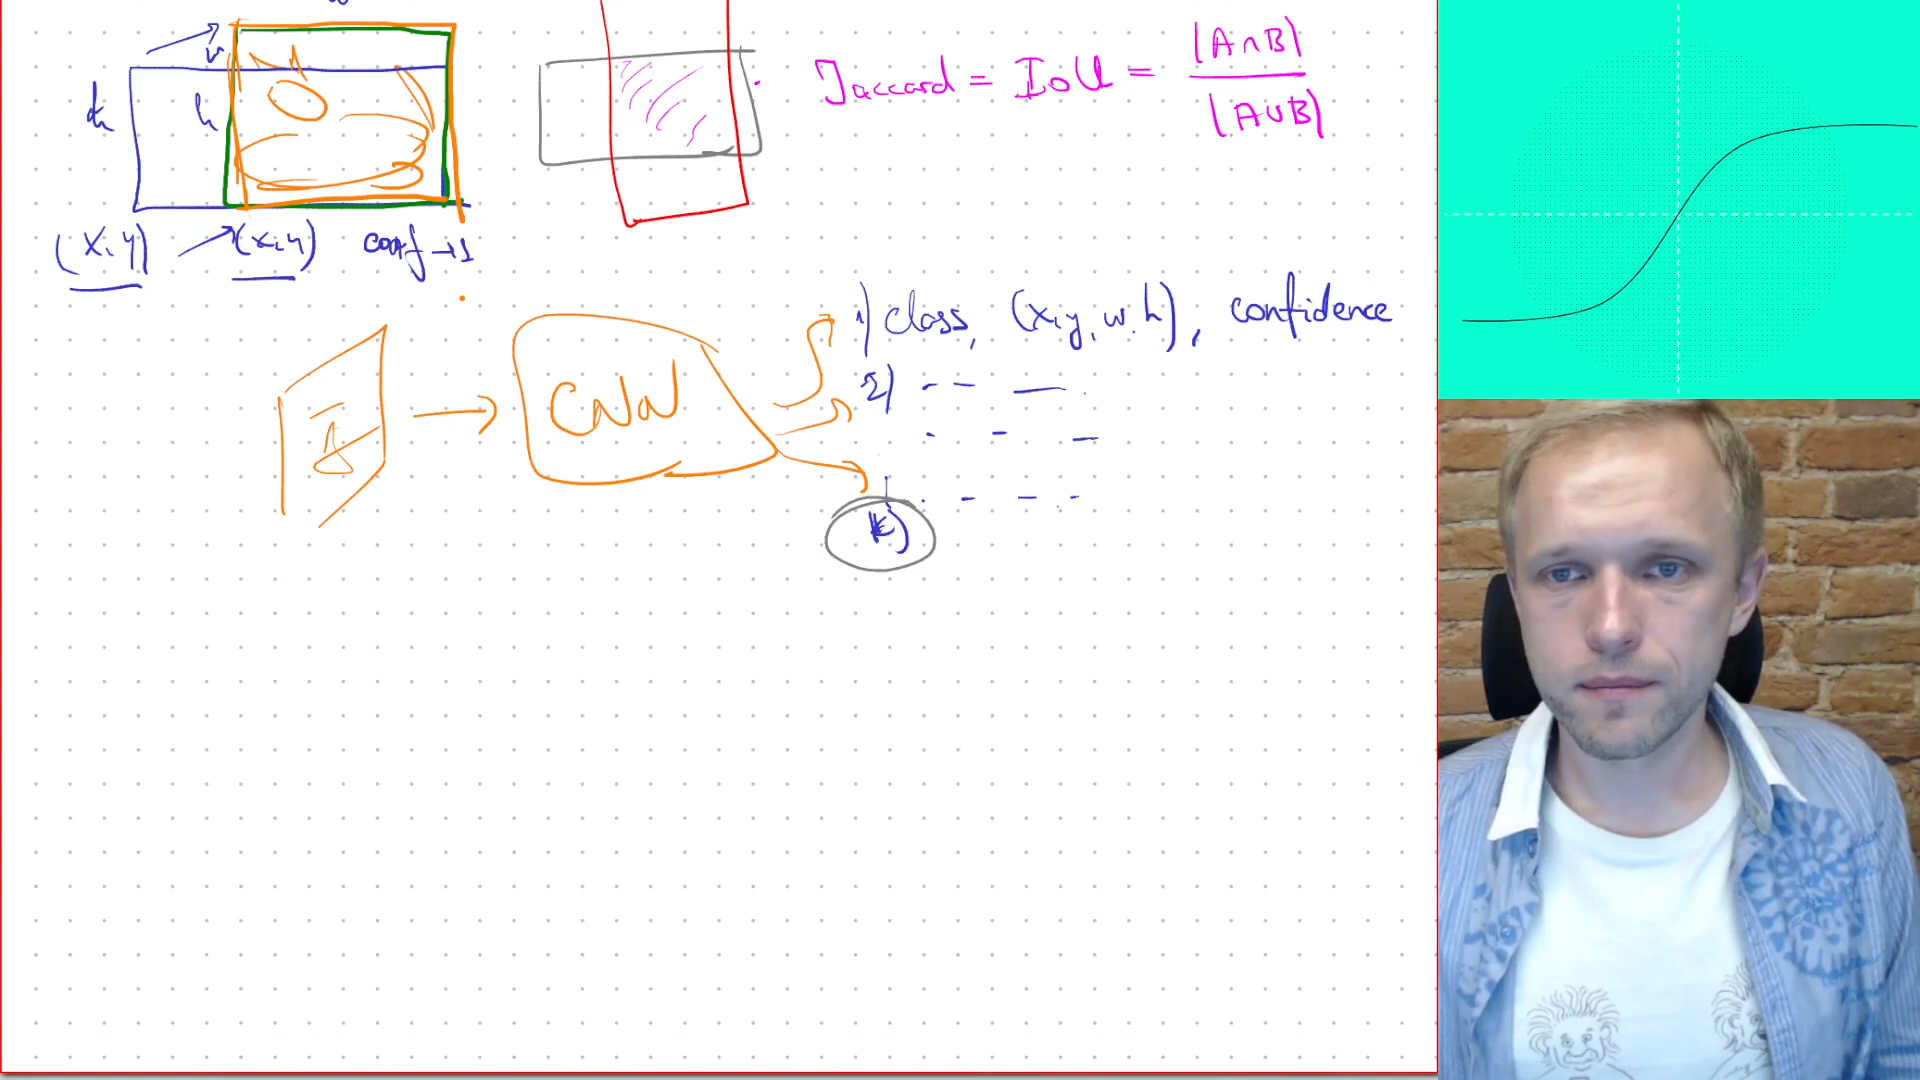 Jaccard = IoU = |A∩B| / |A∪B|
h
(x,y) → (x,y) conf → 1
1) class, (x,y,w.h), confidence
2) -- —
I
CNN
k)